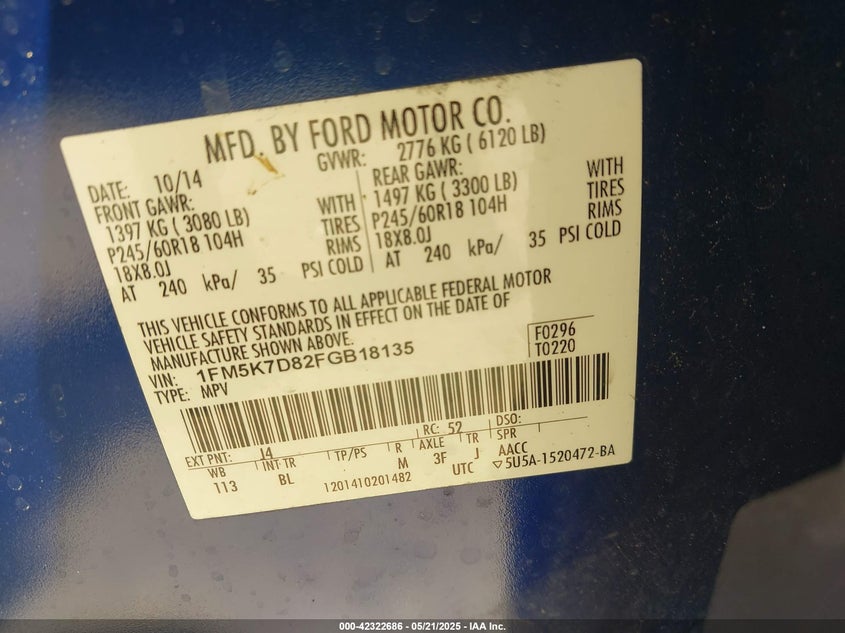 MFD. BY FORD MOTOR CO.
DATE: 10/14 GVWR: 2776 KG ( 6120 LB)
FRONT GAWR: REAR GAWR:
1397 KG ( 3080 LB) WITH 1497 KG ( 3300 LB) WITH
P245/60R18 104H TIRES P245/60R18 104H TIRES
18X8.0J RIMS 18X8.0J RIMS
AT 240 kPa/ 35 PSI COLD AT 240 kPa/ 35 PSI COLD
THIS VEHICLE CONFORMS TO ALL APPLICABLE FEDERAL MOTOR
VEHICLE SAFETY STANDARDS IN EFFECT ON THE DATE OF
MANUFACTURE SHOWN ABOVE.
VIN: 1FM5K7D82FGB18135 F0296
TYPE: MPV T0220
EXT PNT: J4 RC: 52 DSO:
WB INT TR TP/PS R AXLE TR SPR
113 BL M 3F J AACC
1201410201482 UTC ▽5U5A-1520472-BA
000-42322686 - 05/21/2025 - IAA Inc.